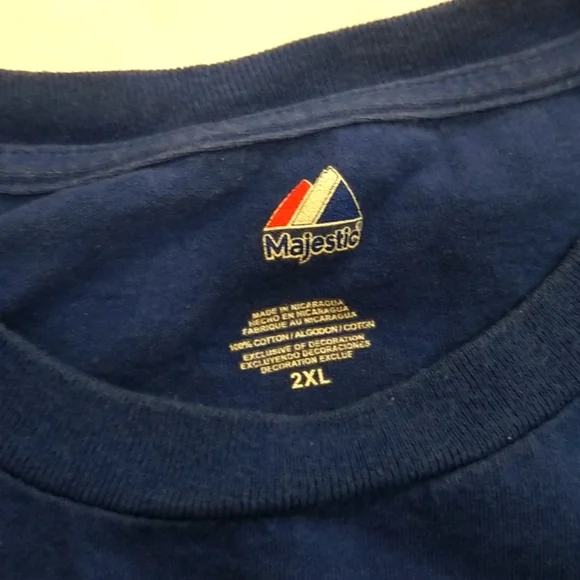 Majestic®
MADE IN NICARAGUA
HECHO EN NICARAGUA
FABRIQUE AU NICARAGUA
100% COTTON / ALGODON / COTON
EXCLUSIVE OF DECORATION
EXCLUYENDO DECORACIONES
DECORATION EXCLUE
2XL